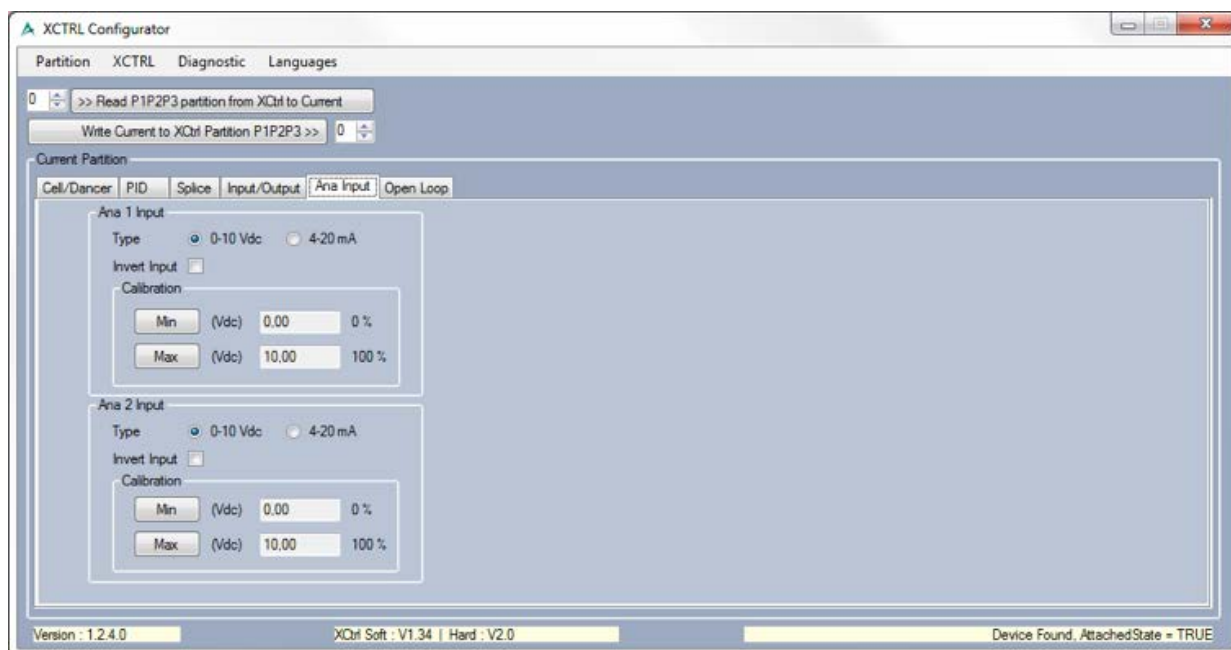 XCTRL Configurator
Partition XCTRL Diagnostic Languages
0 >> Read P1P2P3 partition from XCtrl to Current
Write Current to XCtrl Partition P1P2P3 >> 0
Current Partition
Cell/Dancer PID Splice Input/Output Ana Input Open Loop
Ana 1 Input
Type 0-10 Vdc 4-20 mA
Invert Input
Calibration
Min (Vdc) 0,00 0 %
Max (Vdc) 10,00 100 %
Ana 2 Input
Type 0-10 Vdc 4-20 mA
Invert Input
Calibration
Min (Vdc) 0,00 0 %
Max (Vdc) 10,00 100 %
Version : 1.2.4.0 XCtrl Soft : V1.34 | Hard : V2.0 Device Found, AttachedState = TRUE